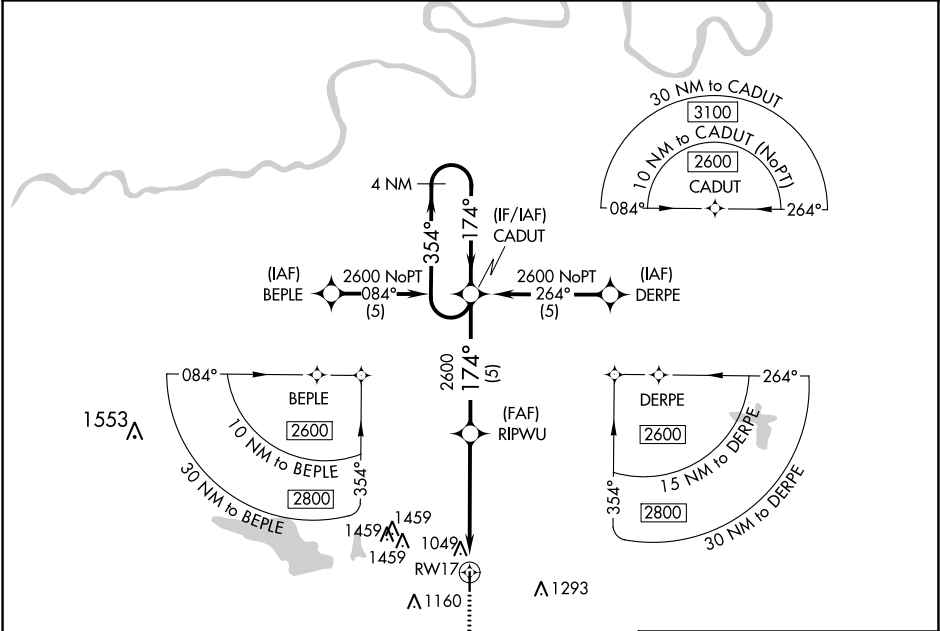 30 NM to CADUT
3100
10 NM to CADUT (NoPT)
2600
CADUT
084°
264°
4 NM
354°
174°
(IF/IAF)
CADUT
(IAF)
BEPLE
2600 NoPT
084°
(5)
2600 NoPT
264°
(5)
(IAF)
DERPE
2600
174°
(5)
(FAF)
RIPWU
084°
BEPLE
2600
10 NM to BEPLE
2800
30 NM to BEPLE
354°
264°
DERPE
2600
15 NM to DERPE
2800
30 NM to DERPE
354°
1553
1459
1459
1459
1049
RW17
1160
1293